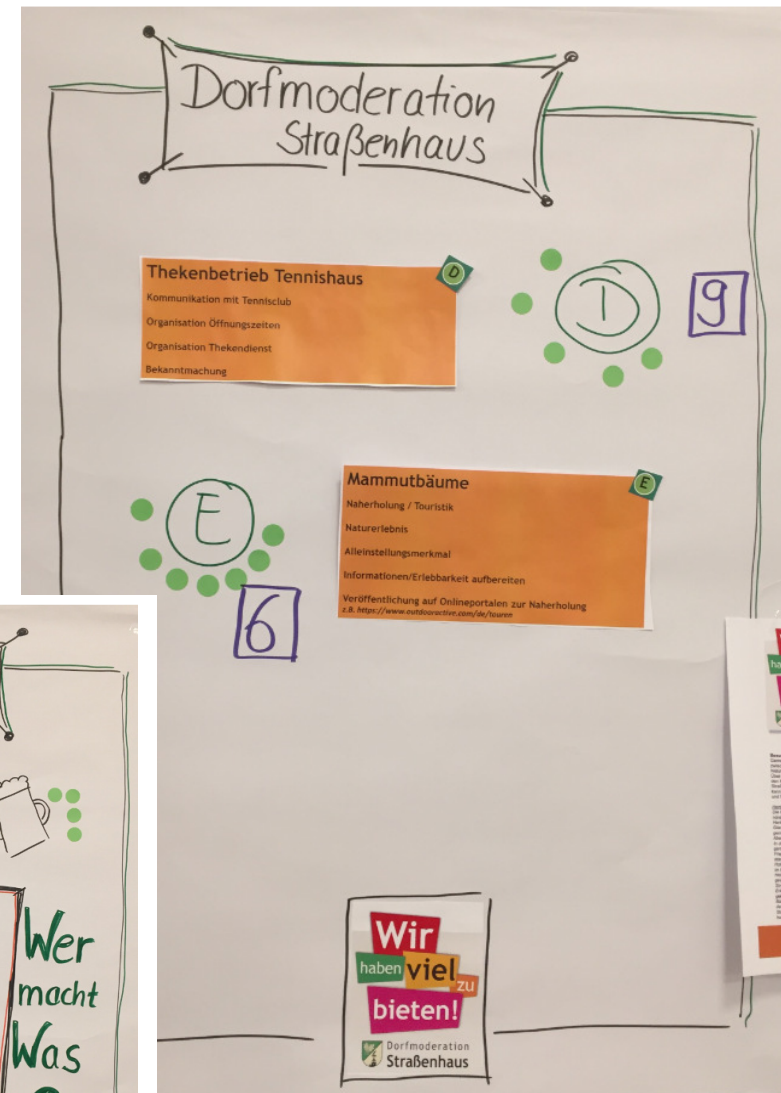 Dorfmoderation
Straßenhaus
Thekenbetrieb Tennishaus
D
Kommunikation mit Tennisclub
Organisation Öffnungszeiten
Organisation Thekendienst
Bekanntmachung
D
9
E
6
Mammutbäume
E
Naherholung / Touristik
Naturerlebnis
Alleinstellungsmerkmal
Informationen/Erlebbarkeit aufbereiten
Veröffentlichung auf Onlineportalen zur Naherholung
z.B. https://www.outdooractive.com/de/touren
Wer
macht
Was
Wir
haben viel zu
bieten!
Dorfmoderation
Straßenhaus